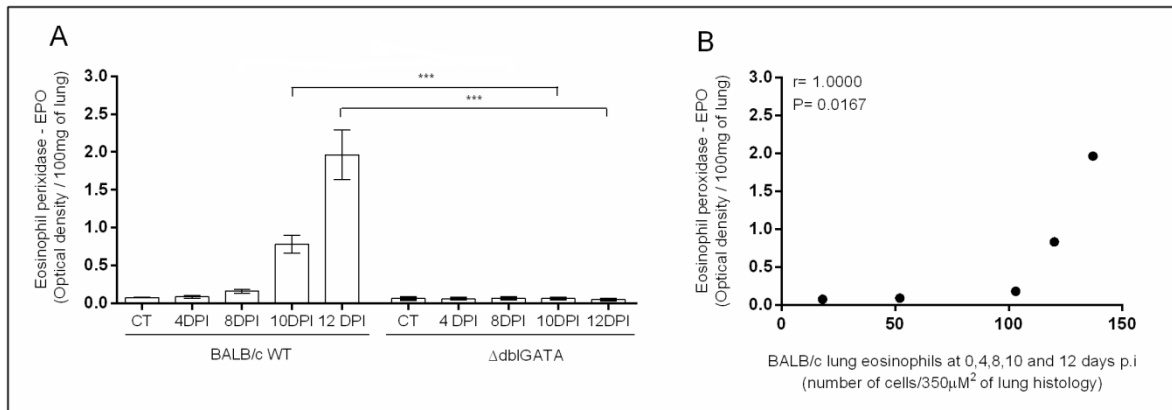 A
Eosinophil perixidase - EPO
(Optical density / 100mg of lung)
3.0
2.5
2.0
1.5
1.0
0.5
0.0
***
***
CT 4DPI 8DPI 10DPI 12 DPI CT 4 DPI 8DPI 10DPI 12DPI
BALB/c WT ΔdblGATA
B
Eosinophil peroxidase - EPO
(Optical density / 100mg of lung)
3.0
2.5
2.0
1.5
1.0
0.5
0.0
r= 1.0000
P= 0.0167
0 50 100 150
BALB/c lung eosinophils at 0,4,8,10 and 12 days p.i
(number of cells/350µM² of lung histology)